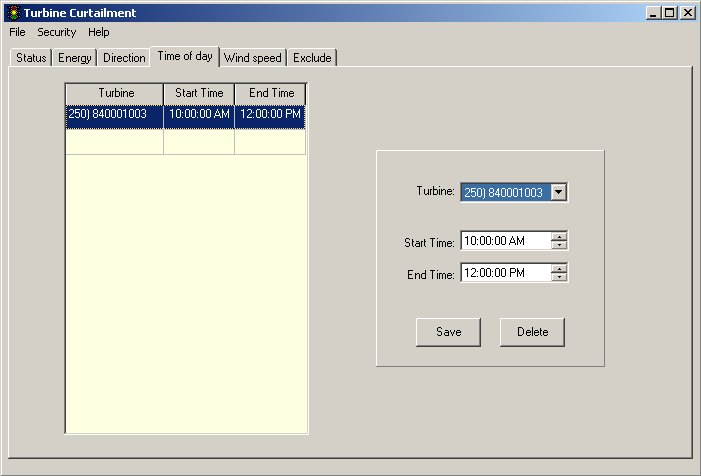 Turbine Curtailment
File Security Help
Status Energy Direction Time of day Wind speed Exclude
Turbine Start Time End Time
250) 840001003 10:00:00 AM 12:00:00 PM
Turbine: 250) 840001003
Start Time: 10:00:00 AM
End Time: 12:00:00 PM
Save Delete